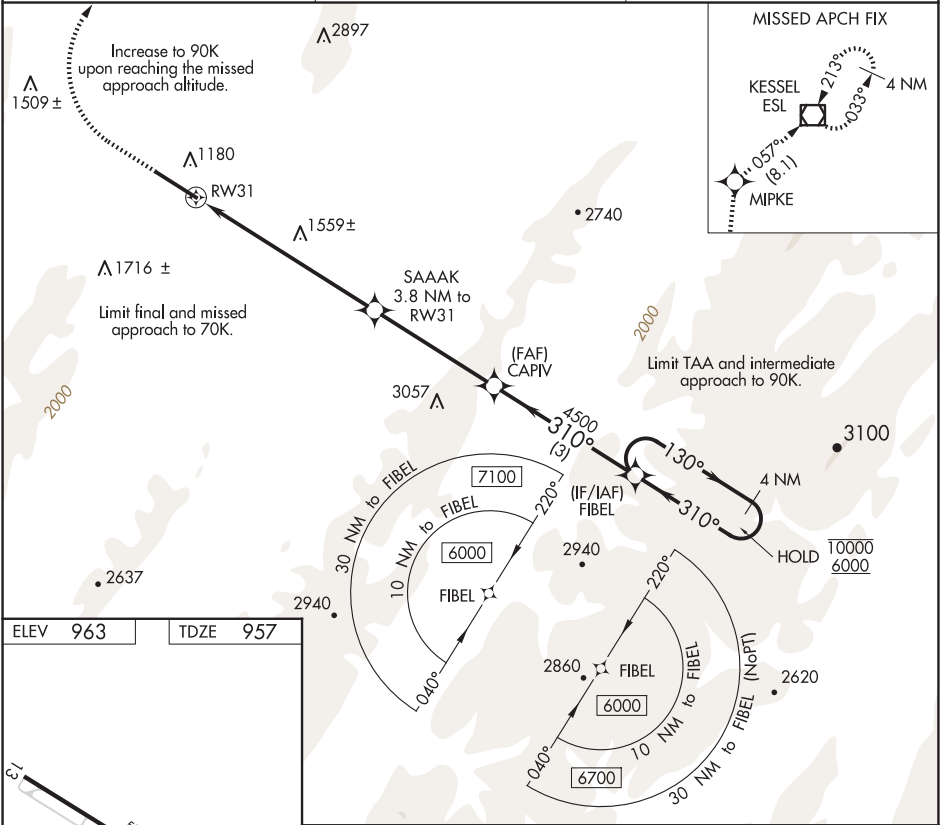 2897
Increase to 90K
upon reaching the missed
approach altitude.
1509 ±
1180
RW31
1559 ±
1716 ±
Limit final and missed
approach to 70K.
SAAAK
3.8 NM to
RW31
2740
MISSED APCH FIX
KESSEL
ESL
213°
033°
4 NM
057°
(8.1)
MIPKE
2000
2000
(FAF)
CAPIV
3057
Limit TAA and intermediate
approach to 90K.
3100
4500
310°
(3)
(IF/IAF)
FIBEL
130°
310°
4 NM
HOLD
10000
6000
30 NM to FIBEL
7100
220°
10 NM to FIBEL
6000
FIBEL
040°
2940
2940
2637
220°
2860
FIBEL
6000
10 NM to FIBEL
040°
6700
30 NM to FIBEL (NoPT)
2620
ELEV 963
TDZE 957
13